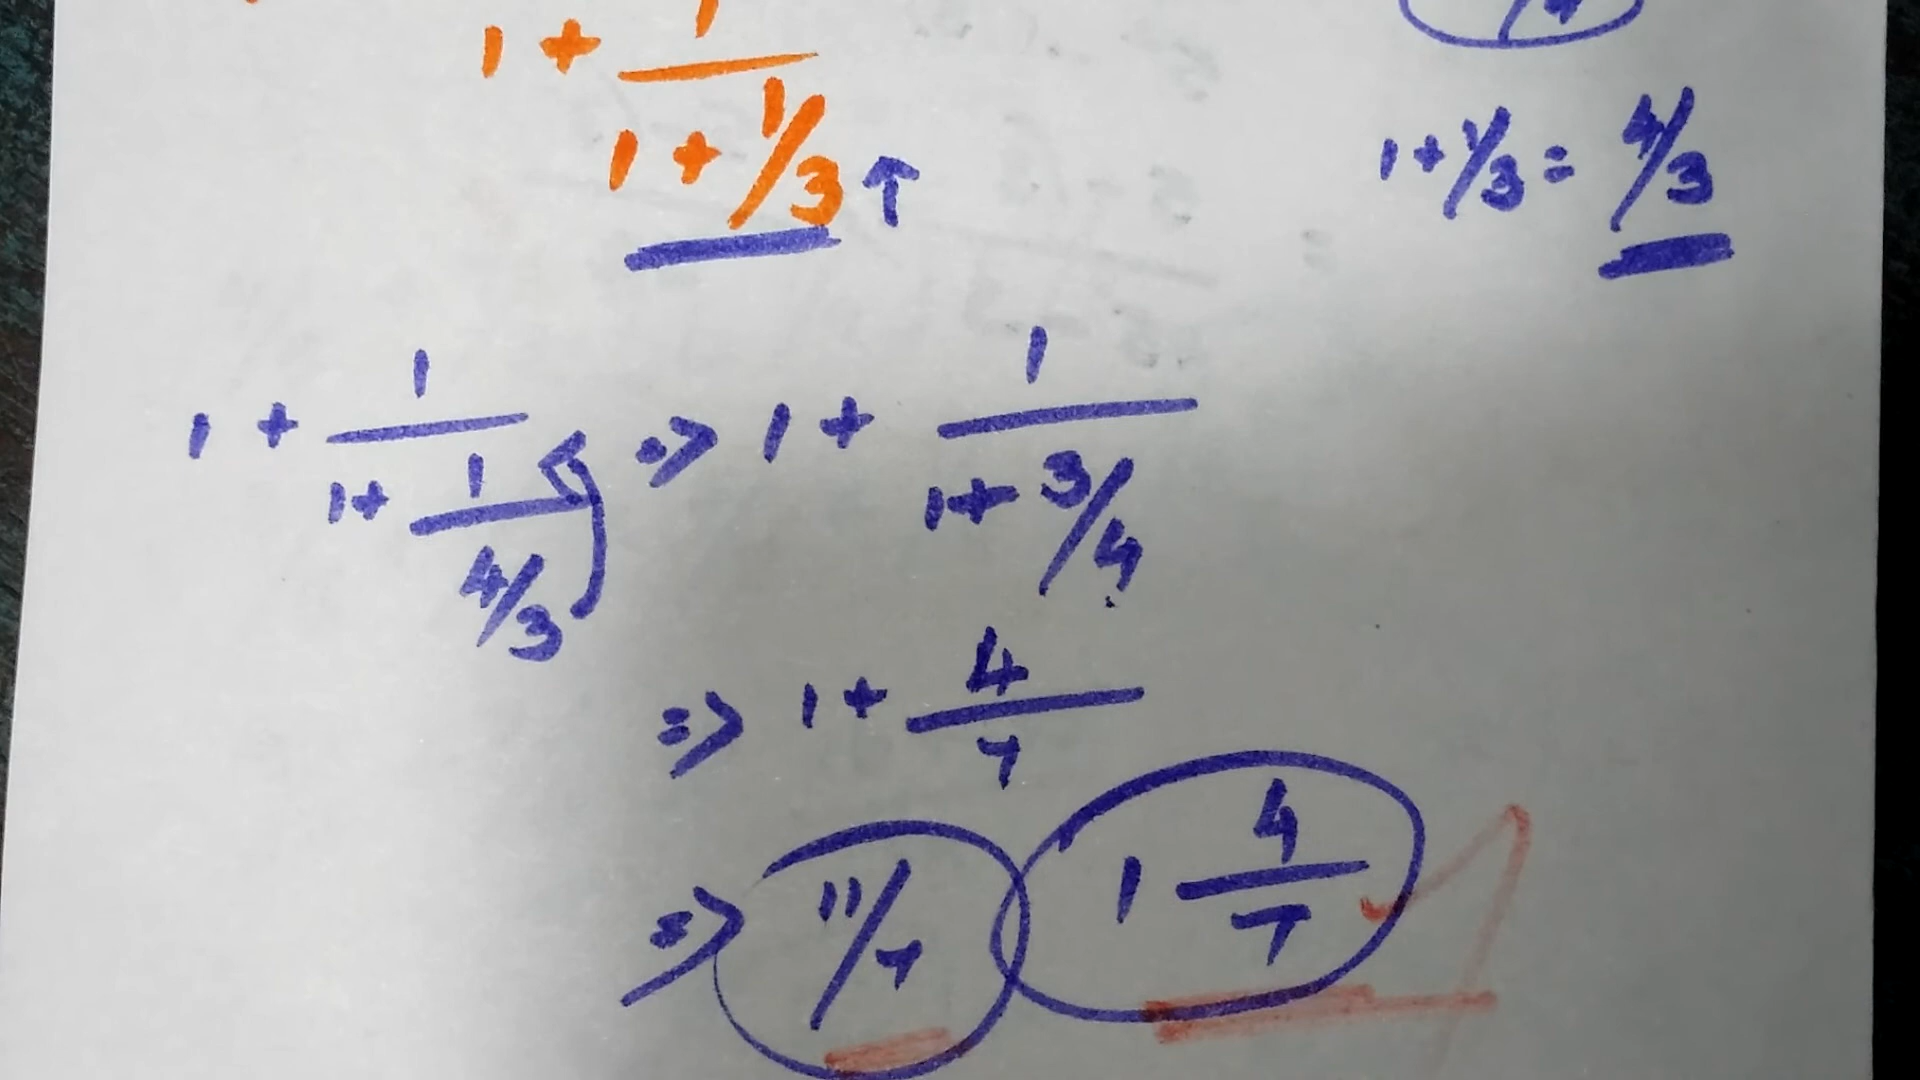 1 + 1
1 + 1/3 ↑
1 + 1/3 = 4/3
1 + 1/(1 + 1/(4/3)) => 1 + 1/(1 + 3/4)
=> 1 + 4/7
=> 11/7 1 4/7